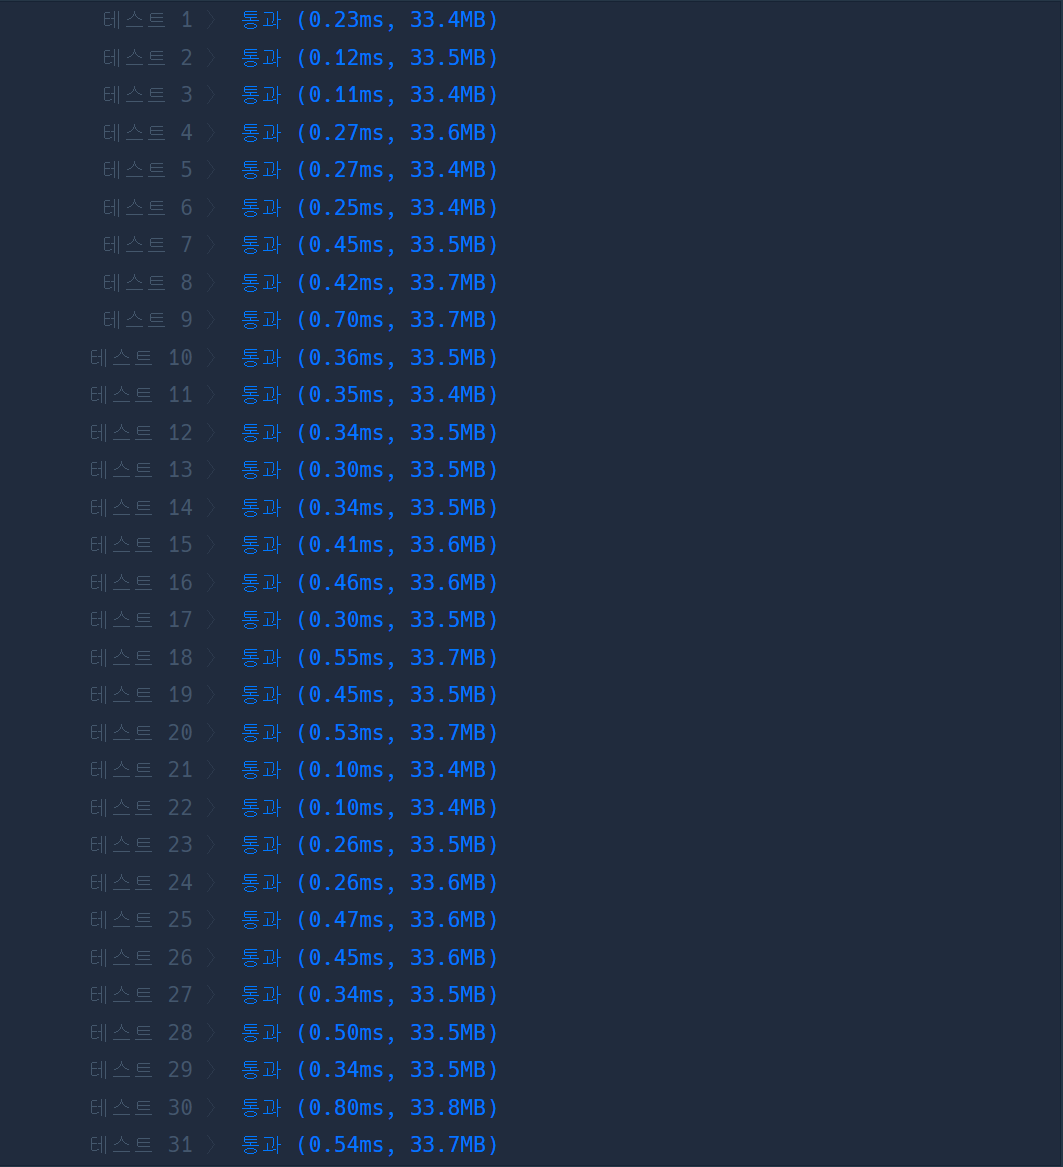 테스트 1 〉 통과 (0.23ms, 33.4MB)
테스트 2 〉 통과 (0.12ms, 33.5MB)
테스트 3 〉 통과 (0.11ms, 33.4MB)
테스트 4 〉 통과 (0.27ms, 33.6MB)
테스트 5 〉 통과 (0.27ms, 33.4MB)
테스트 6 〉 통과 (0.25ms, 33.4MB)
테스트 7 〉 통과 (0.45ms, 33.5MB)
테스트 8 〉 통과 (0.42ms, 33.7MB)
테스트 9 〉 통과 (0.70ms, 33.7MB)
테스트 10 〉 통과 (0.36ms, 33.5MB)
테스트 11 〉 통과 (0.35ms, 33.4MB)
테스트 12 〉 통과 (0.34ms, 33.5MB)
테스트 13 〉 통과 (0.30ms, 33.5MB)
테스트 14 〉 통과 (0.34ms, 33.5MB)
테스트 15 〉 통과 (0.41ms, 33.6MB)
테스트 16 〉 통과 (0.46ms, 33.6MB)
테스트 17 〉 통과 (0.30ms, 33.5MB)
테스트 18 〉 통과 (0.55ms, 33.7MB)
테스트 19 〉 통과 (0.45ms, 33.5MB)
테스트 20 〉 통과 (0.53ms, 33.7MB)
테스트 21 〉 통과 (0.10ms, 33.4MB)
테스트 22 〉 통과 (0.10ms, 33.4MB)
테스트 23 〉 통과 (0.26ms, 33.5MB)
테스트 24 〉 통과 (0.26ms, 33.6MB)
테스트 25 〉 통과 (0.47ms, 33.6MB)
테스트 26 〉 통과 (0.45ms, 33.6MB)
테스트 27 〉 통과 (0.34ms, 33.5MB)
테스트 28 〉 통과 (0.50ms, 33.5MB)
테스트 29 〉 통과 (0.34ms, 33.5MB)
테스트 30 〉 통과 (0.80ms, 33.8MB)
테스트 31 〉 통과 (0.54ms, 33.7MB)